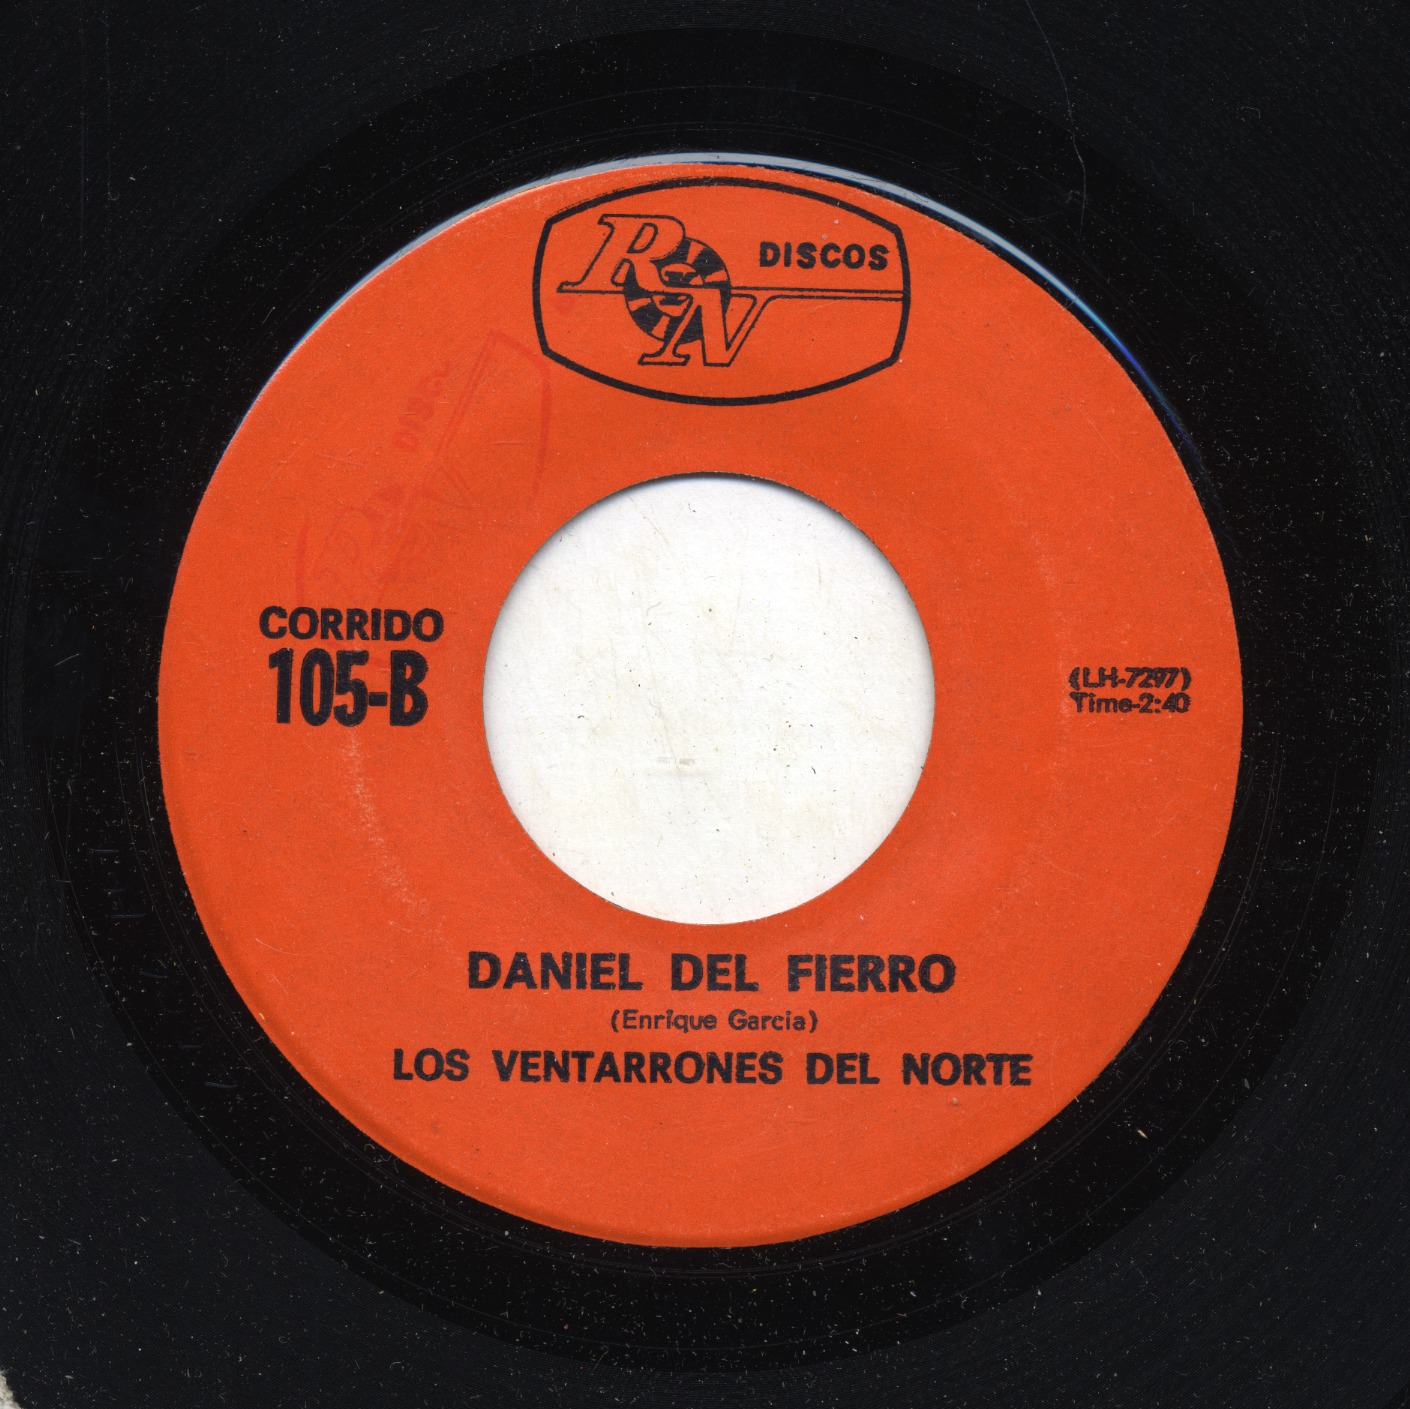 RN DISCOS
CORRIDO
105-B
(LH-7297)
Time-2:40
DANIEL DEL FIERRO
(Enrique Garcia)
LOS VENTARRONES DEL NORTE